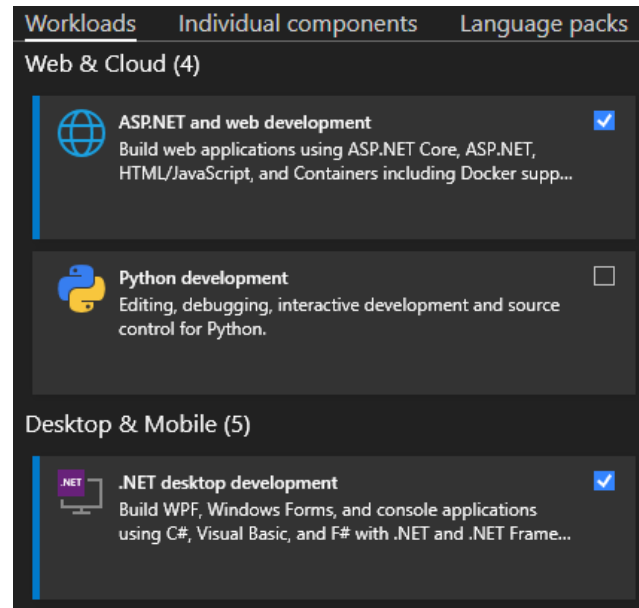 Workloads Individual components Language packs
Web & Cloud (4)
ASP.NET and web development
Build web applications using ASP.NET Core, ASP.NET,
HTML/JavaScript, and Containers including Docker supp...
Python development
Editing, debugging, interactive development and source
control for Python.
Desktop & Mobile (5)
.NET
.NET desktop development
Build WPF, Windows Forms, and console applications
using C#, Visual Basic, and F# with .NET and .NET Frame...